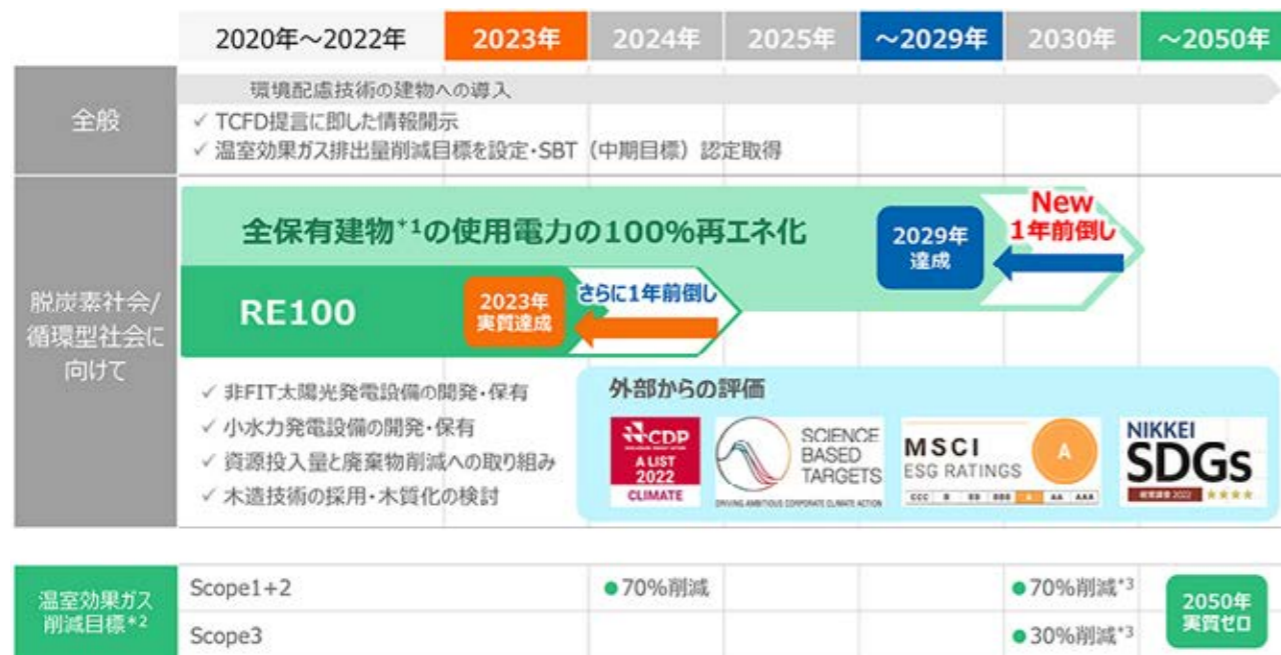 2020年～2022年
2023年
2024年
2025年
～2029年
2030年
～2050年
全般
環境配慮技術の建物への導入
✓ TCFD提言に即した情報開示
✓ 温室効果ガス排出量削減目標を設定・SBT（中期目標）認定取得
脱炭素社会/
循環型社会に
向けて
全保有建物*1の使用電力の100%再エネ化
2029年
達成
New
1年前倒し
RE100
2023年
実質達成
さらに1年前倒し
✓ 非FIT太陽光発電設備の開発・保有
✓ 小水力発電設備の開発・保有
✓ 資源投入量と廃棄物削減への取り組み
✓ 木造技術の採用・木質化の検討
外部からの評価
CDP
A LIST
2022
CLIMATE
SCIENCE
BASED
TARGETS
DRIVING AMBITIOUS CORPORATE CLIMATE ACTION
MSCI
ESG RATINGS
A
CCC B BB BBB A AA AAA
NIKKEI
SDGs
経営調査 2022 ★★★★
温室効果ガス
削減目標*2
Scope1+2
●70%削減
●70%削減*3
Scope3
●30%削減*3
2050年
実質ゼロ